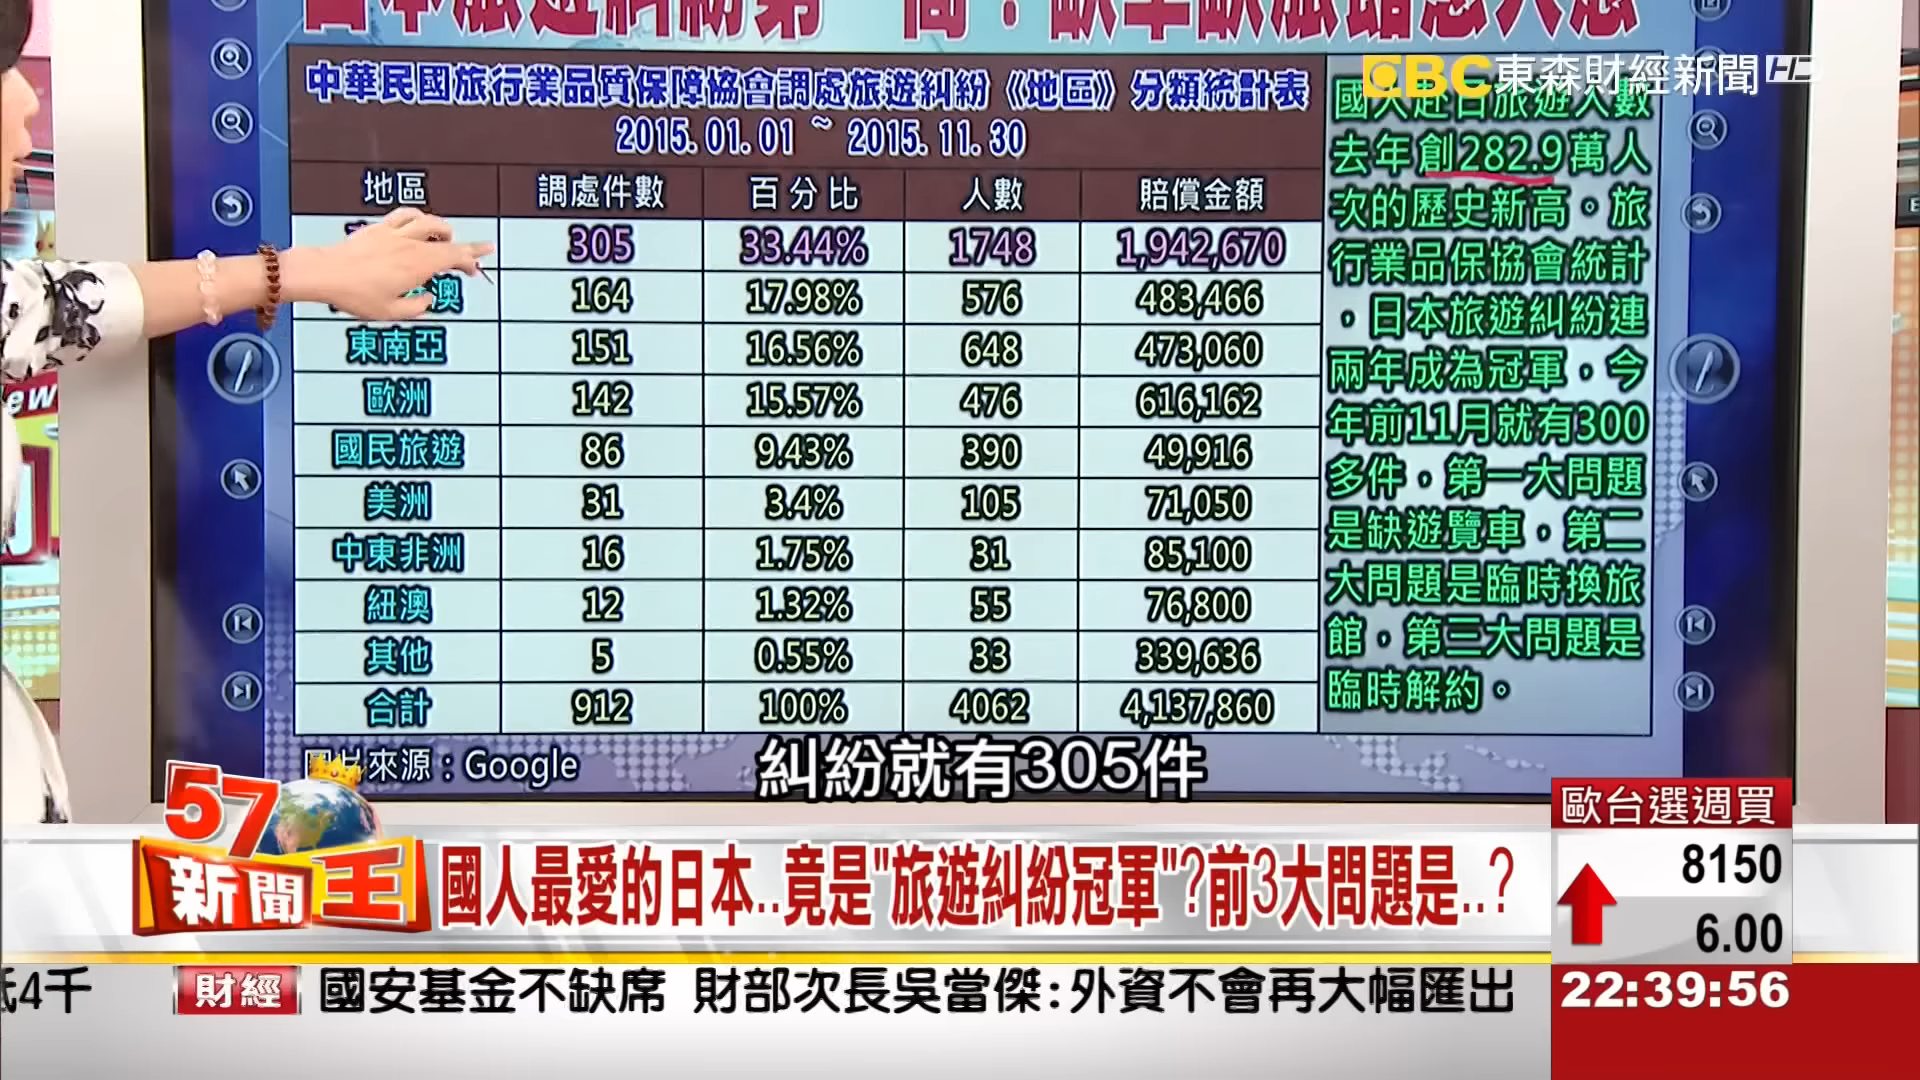 EBC 東森財經新聞 HD
中華民國旅行業品質保障協會調處旅遊糾紛《地區》分類統計表
2015.01.01 ~ 2015.11.30
地區 調處件數 百分比 人數 賠償金額
305 33.44% 1748 1,942,670
澳 164 17.98% 576 483,466
東南亞 151 16.56% 648 473,060
歐洲 142 15.57% 476 616,162
國民旅遊 86 9.43% 390 49,916
美洲 31 3.4% 105 71,050
中東非洲 16 1.75% 31 85,100
紐澳 12 1.32% 55 76,800
其他 5 0.55% 33 339,636
合計 912 100% 4062 4,137,860
來源：Google
國人赴日旅遊人數
去年創282.9萬人
次的歷史新高。旅
行業品保協會統計
，日本旅遊糾紛連
兩年成為冠軍，今
年前11月就有300
多件，第一大問題
是缺遊覽車，第二
大問題是臨時換旅
館，第三大問題是
臨時解約。
糾紛就有305件
57新聞王
國人最愛的日本..竟是"旅遊糾紛冠軍"?前3大問題是..?
歐台選週買
8150
6.00
4千 財經 國安基金不缺席 財部次長吳當傑:外資不會再大幅匯出
22:39:56